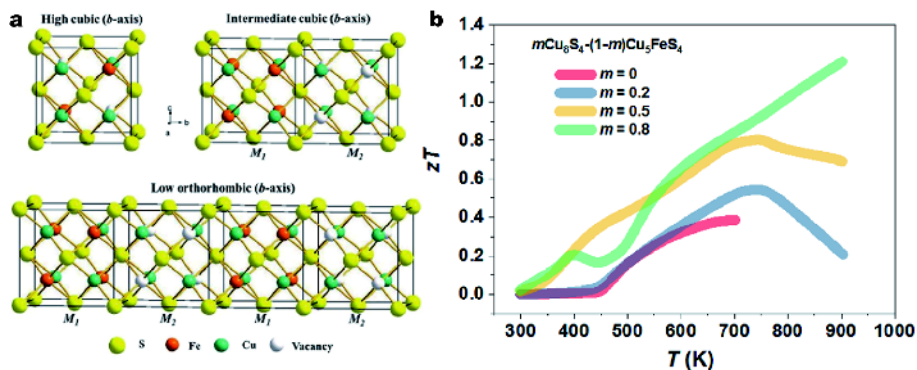 a
High cubic (b-axis)
Intermediate cubic (b-axis)
c
b
a
M₁
M₂
Low orthorhombic (b-axis)
M₁
M₂
M₁
M₂
S
Fe
Cu
Vacancy
b
mCu₈S₄-(1-m)Cu₅FeS₄
m = 0
m = 0.2
m = 0.5
m = 0.8
zT
1.4
1.2
1.0
0.8
0.6
0.4
0.2
0.0
300 400 500 600 700 800 900 1000
T (K)